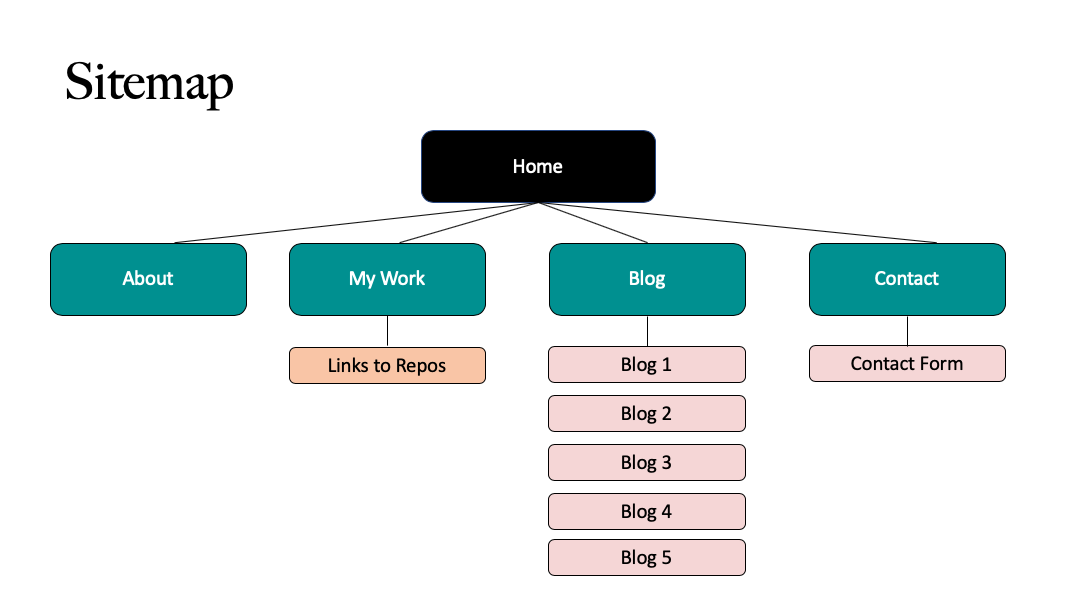 Sitemap
Home
About
My Work
Blog
Contact
Links to Repos
Blog 1
Contact Form
Blog 2
Blog 3
Blog 4
Blog 5